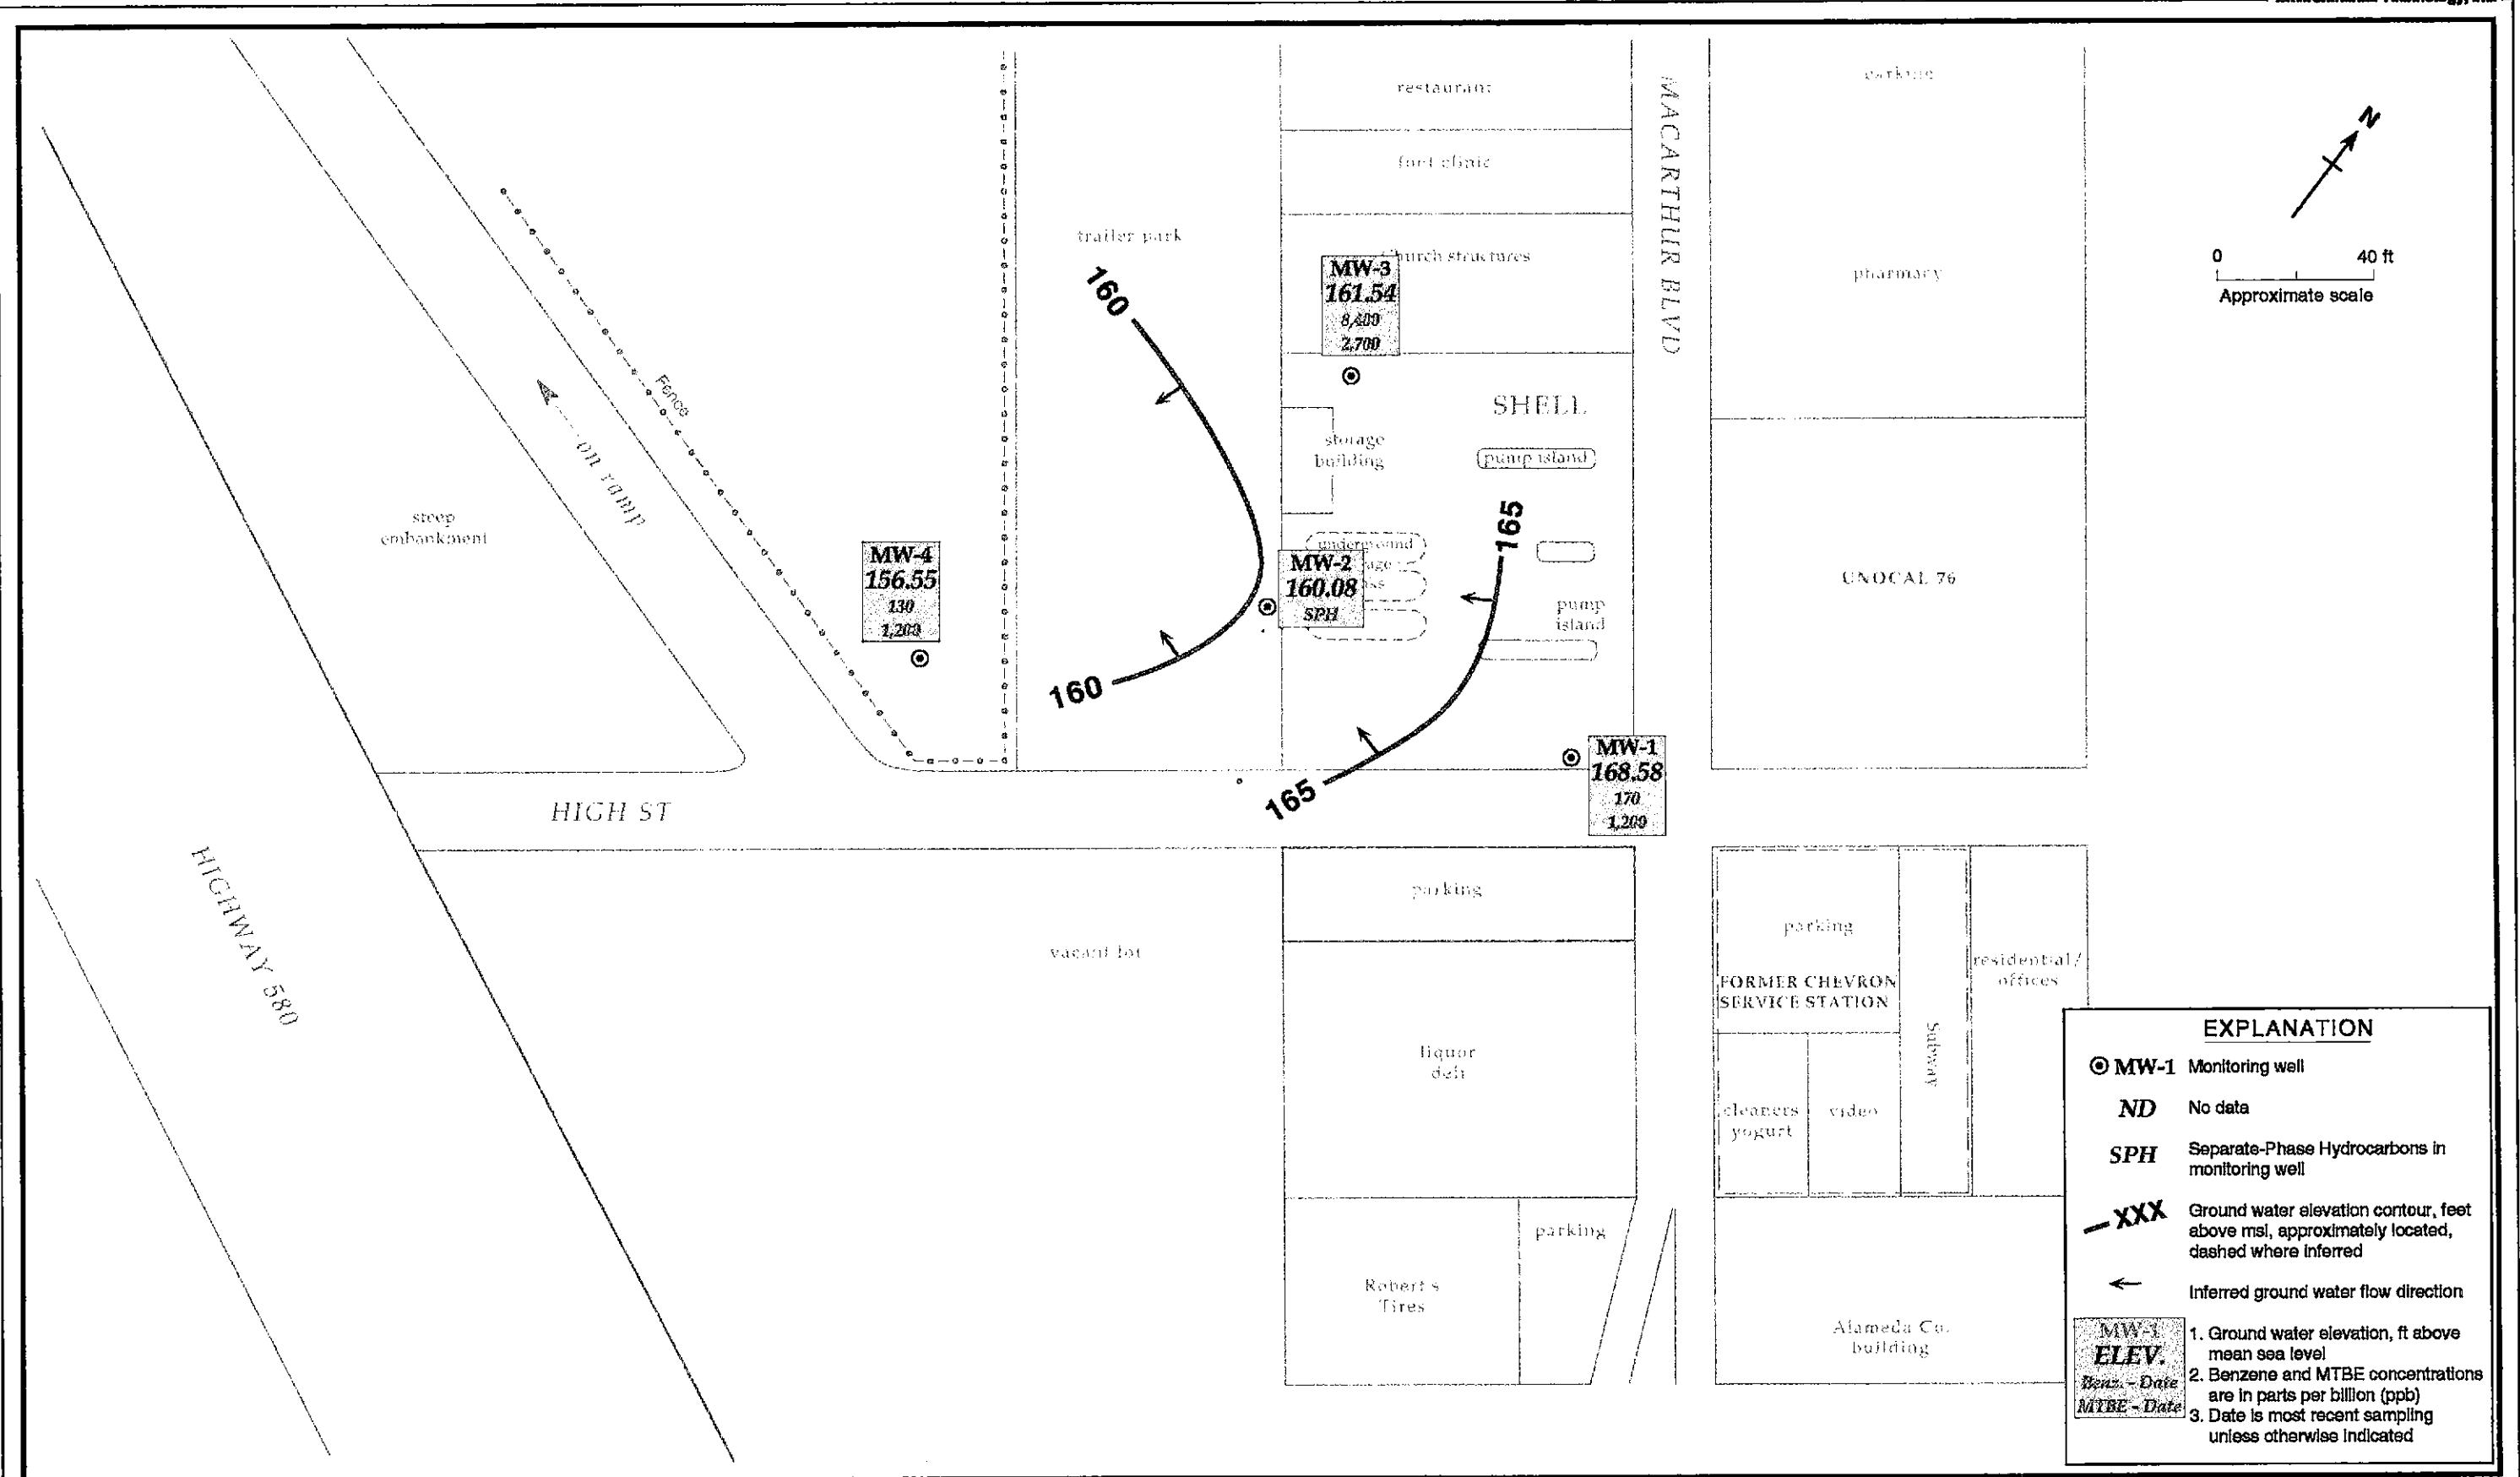 restaurant
parking
MACARTHUR BLVD
N
foot clinic
trailer park
MW-3
161.54
8,400
2,700
church structures
pharmacy
0 40 ft
Approximate scale
160
Fence
on ramp
SHELL
storage
building
pump island
steep
embankment
165
underground
MW-4
156.55
130
1,200
MW-2
160.08
SPH
pump
island
UNOCAL 76
160
165
MW-1
168.58
170
1,200
HIGH ST
HIGHWAY 580
parking
vacant lot
parking
FORMER CHEVRON
SERVICE STATION
residential/
offices
Subway
liquor
deli
cleaners
yogurt
video
Robert's
Tires
parking
Alameda Co.
building
EXPLANATION
MW-1 Monitoring well
ND No data
SPH Separate-Phase Hydrocarbons in
monitoring well
XXX Ground water elevation contour, feet
above msl, approximately located,
dashed where inferred
Inferred ground water flow direction
MW-1
ELEV.
Benz. - Date
MTBE - Date
1. Ground water elevation, ft above
mean sea level
2. Benzene and MTBE concentrations
are in parts per billion (ppb)
3. Date is most recent sampling
unless otherwise indicated